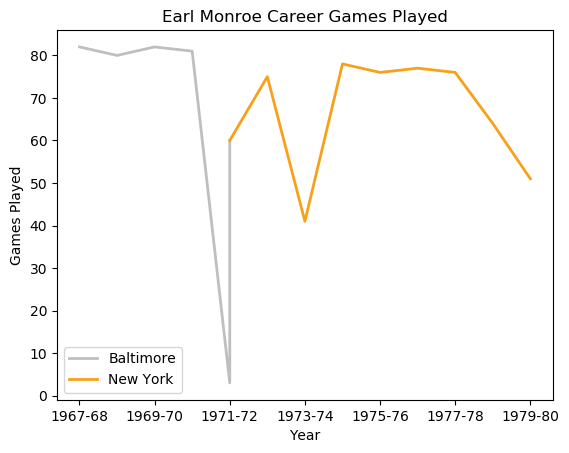 Earl Monroe Career Games Played
Games Played
80
70
60
50
40
30
20
10
0
Baltimore
New York
1967-68 1969-70 1971-72 1973-74 1975-76 1977-78 1979-80
Year